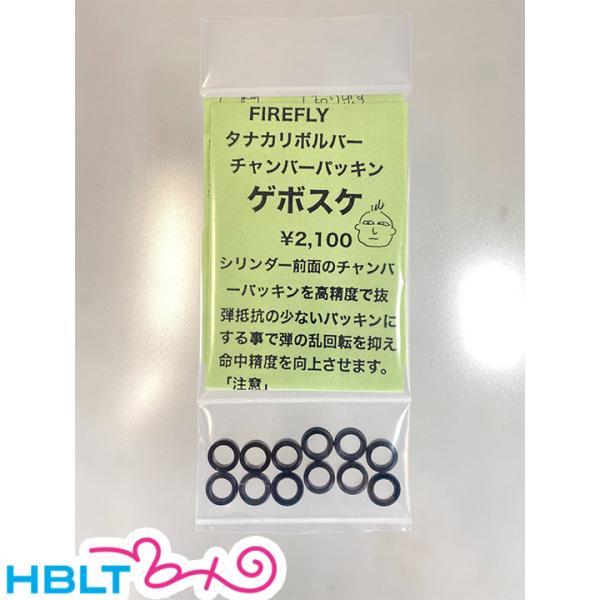 FIREFLY
タナカリボルバー
チャンバーパッキン
ゲボスケ
¥2,100
シリンダー前面のチャンバ
ーパッキンを高精度で抜
弾抵抗の少ないパッキンに
する事で弾の乱回転を抑え
命中精度を向上させます。
「注意」
HBLT